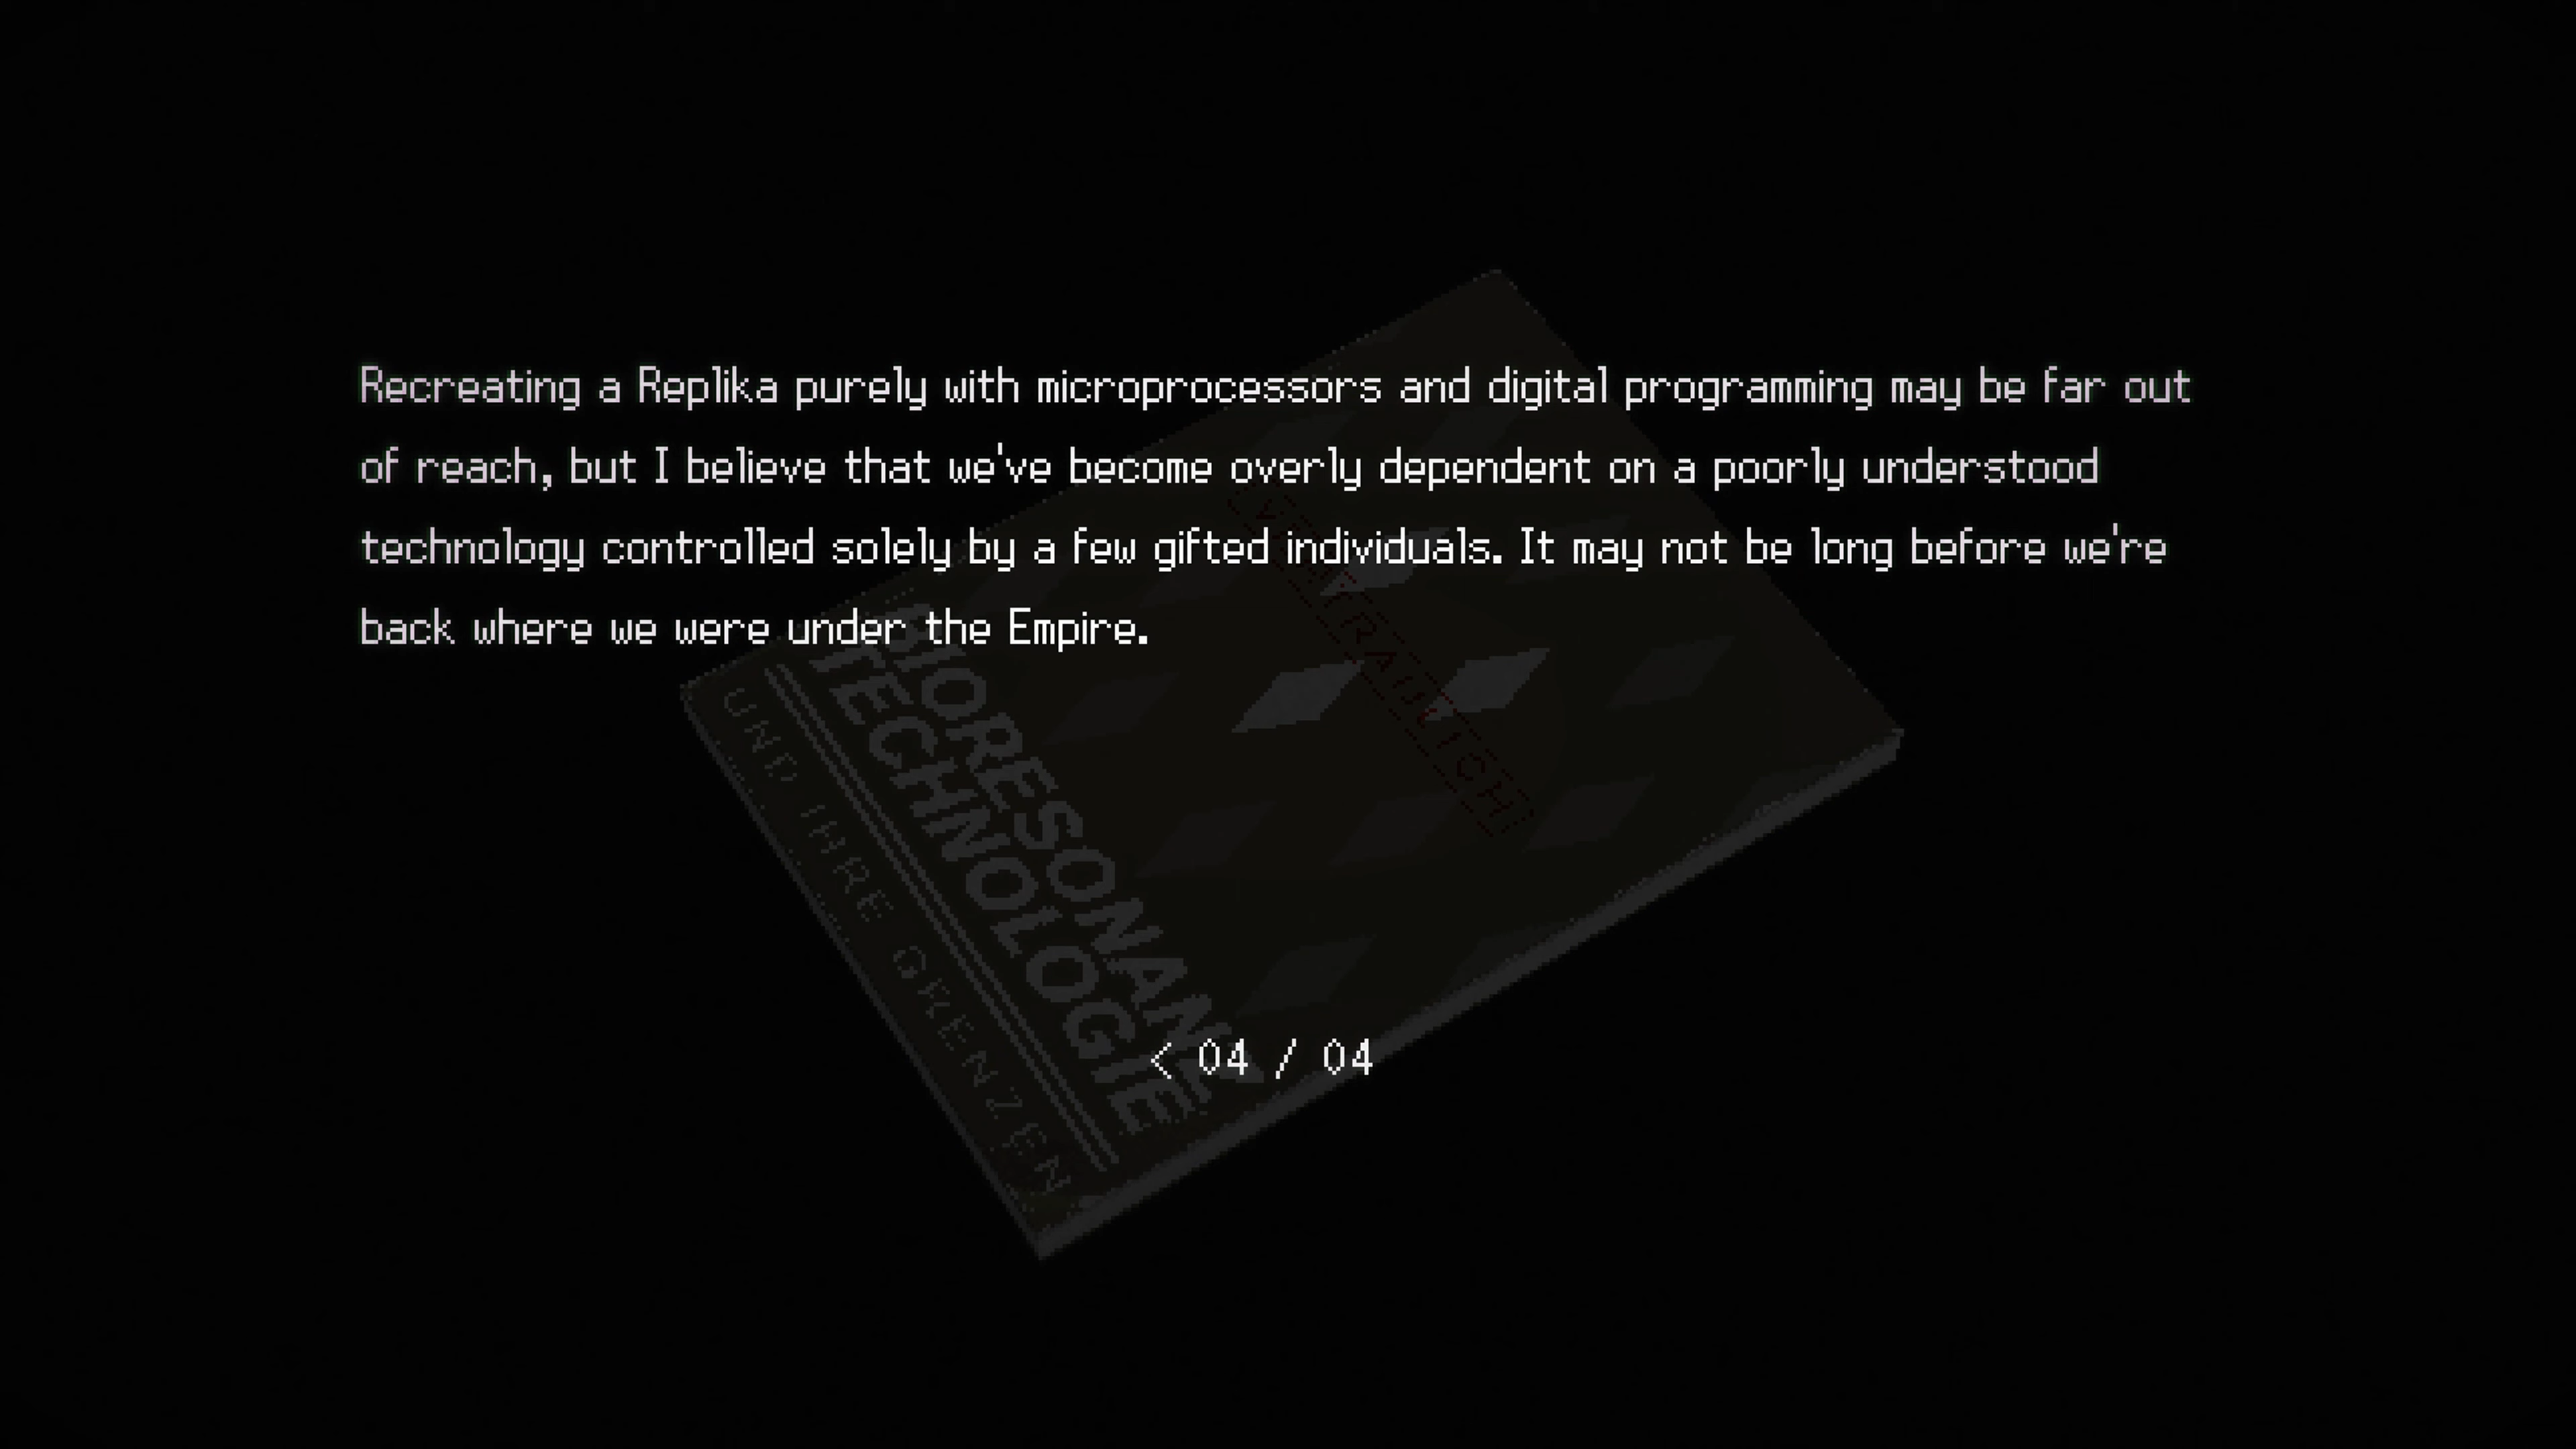 Recreating a Replika purely with microprocessors and digital programming may be far out
of reach, but I believe that we've become overly dependent on a poorly understood
technology controlled solely by a few gifted individuals. It may not be long before we're
back where we were under the Empire.
VERTRAULICH
BIORESONANZ
TECHNOLOGIE
UND IHRE GRENZEN
< 04 / 04